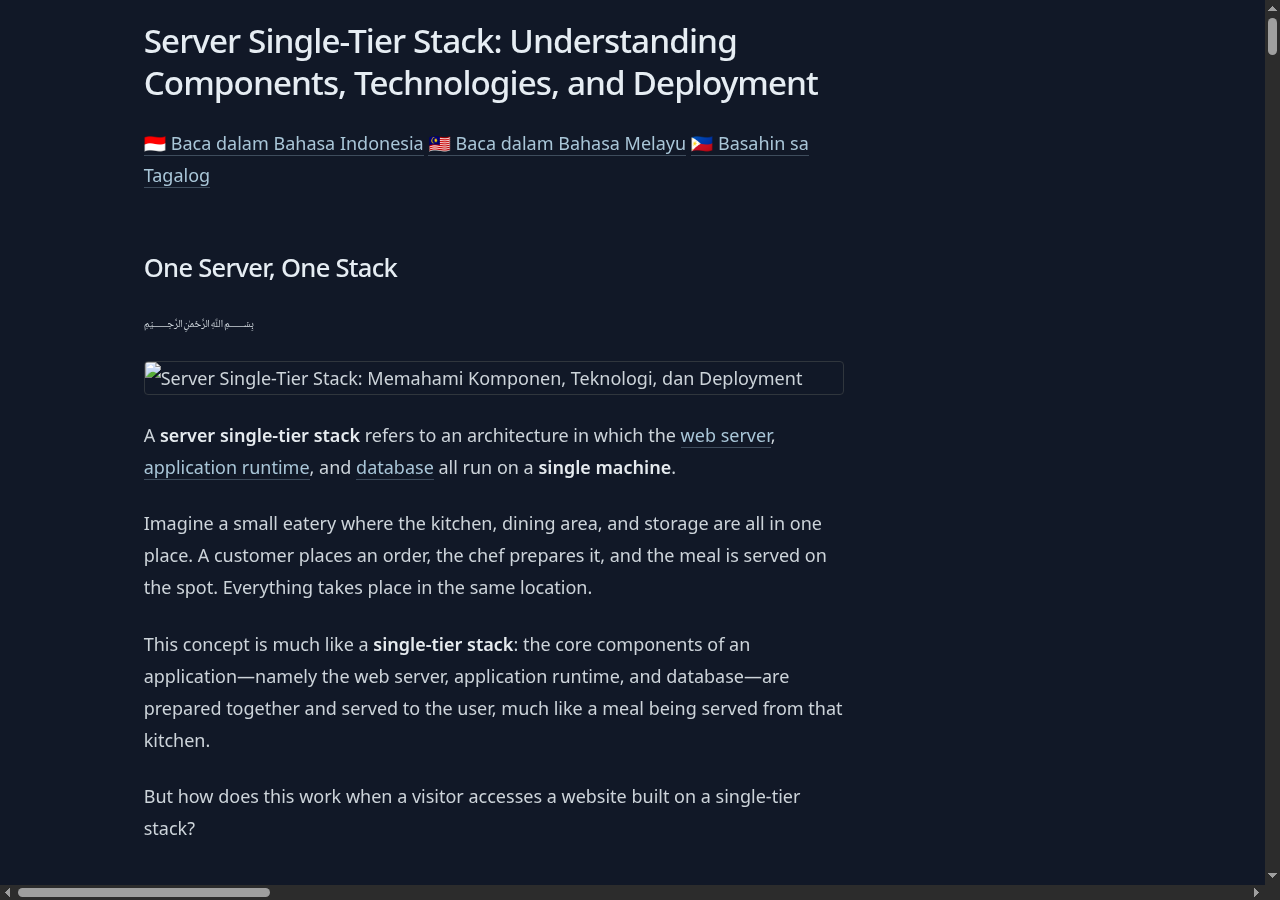 Server Single-Tier Stack: Understanding
Components, Technologies, and Deployment
🇮🇩 Baca dalam Bahasa Indonesia 🇲🇾 Baca dalam Bahasa Melayu 🇵🇭 Basahin sa
Tagalog
One Server, One Stack
بِسْــــــمِ اللَّهِ الرَّحْمَٰنِ الرَّحِــــــيْمِ
Server Single-Tier Stack: Memahami Komponen, Teknologi, dan Deployment
A server single-tier stack refers to an architecture in which the web server,
application runtime, and database all run on a single machine.
Imagine a small eatery where the kitchen, dining area, and storage are all in one
place. A customer places an order, the chef prepares it, and the meal is served on
the spot. Everything takes place in the same location.
This concept is much like a single-tier stack: the core components of an
application—namely the web server, application runtime, and database—are
prepared together and served to the user, much like a meal being served from that
kitchen.
But how does this work when a visitor accesses a website built on a single-tier
stack?